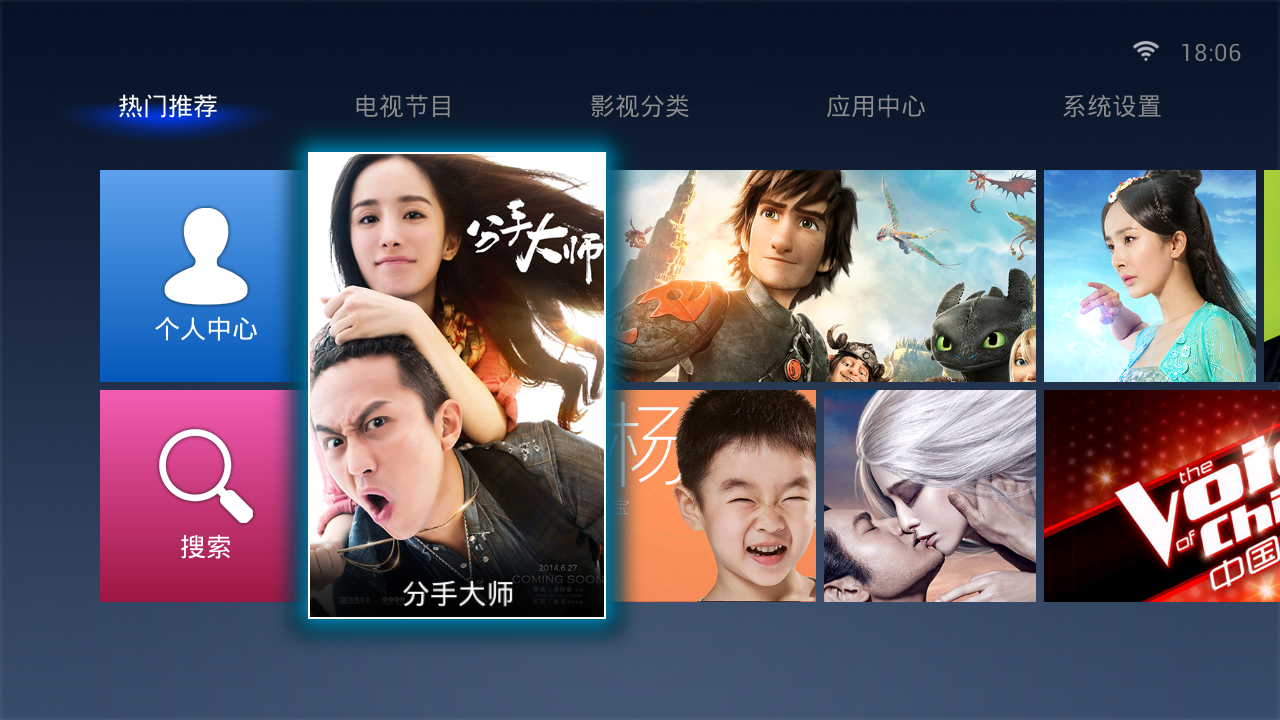 18:06
热门推荐
电视节目
影视分类
应用中心
系统设置
个人中心
分手大师
搜索
杨
宝
2014.6.27
COMING SOON
分手大师
the
Voi
of Chi
中国